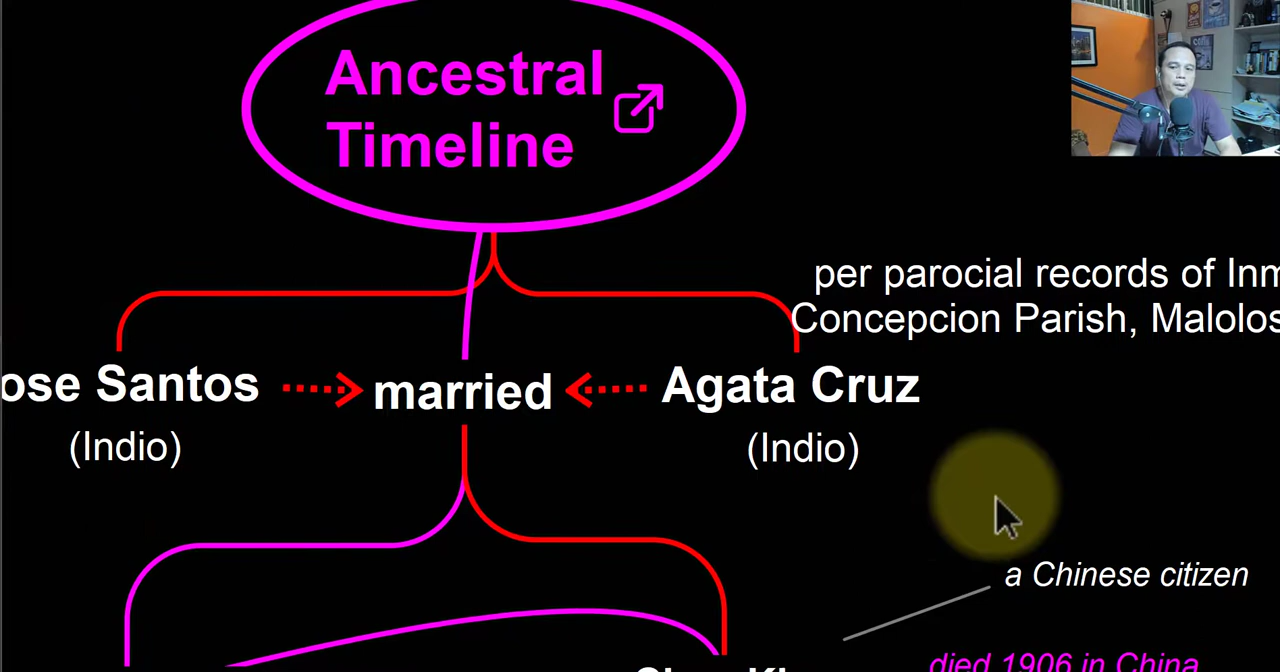 Ancestral
Timeline
per parocial records of Inm
Concepcion Parish, Malolos
ose Santos
married
Agata Cruz
(Indio)
(Indio)
a Chinese citizen
died 1906 in China